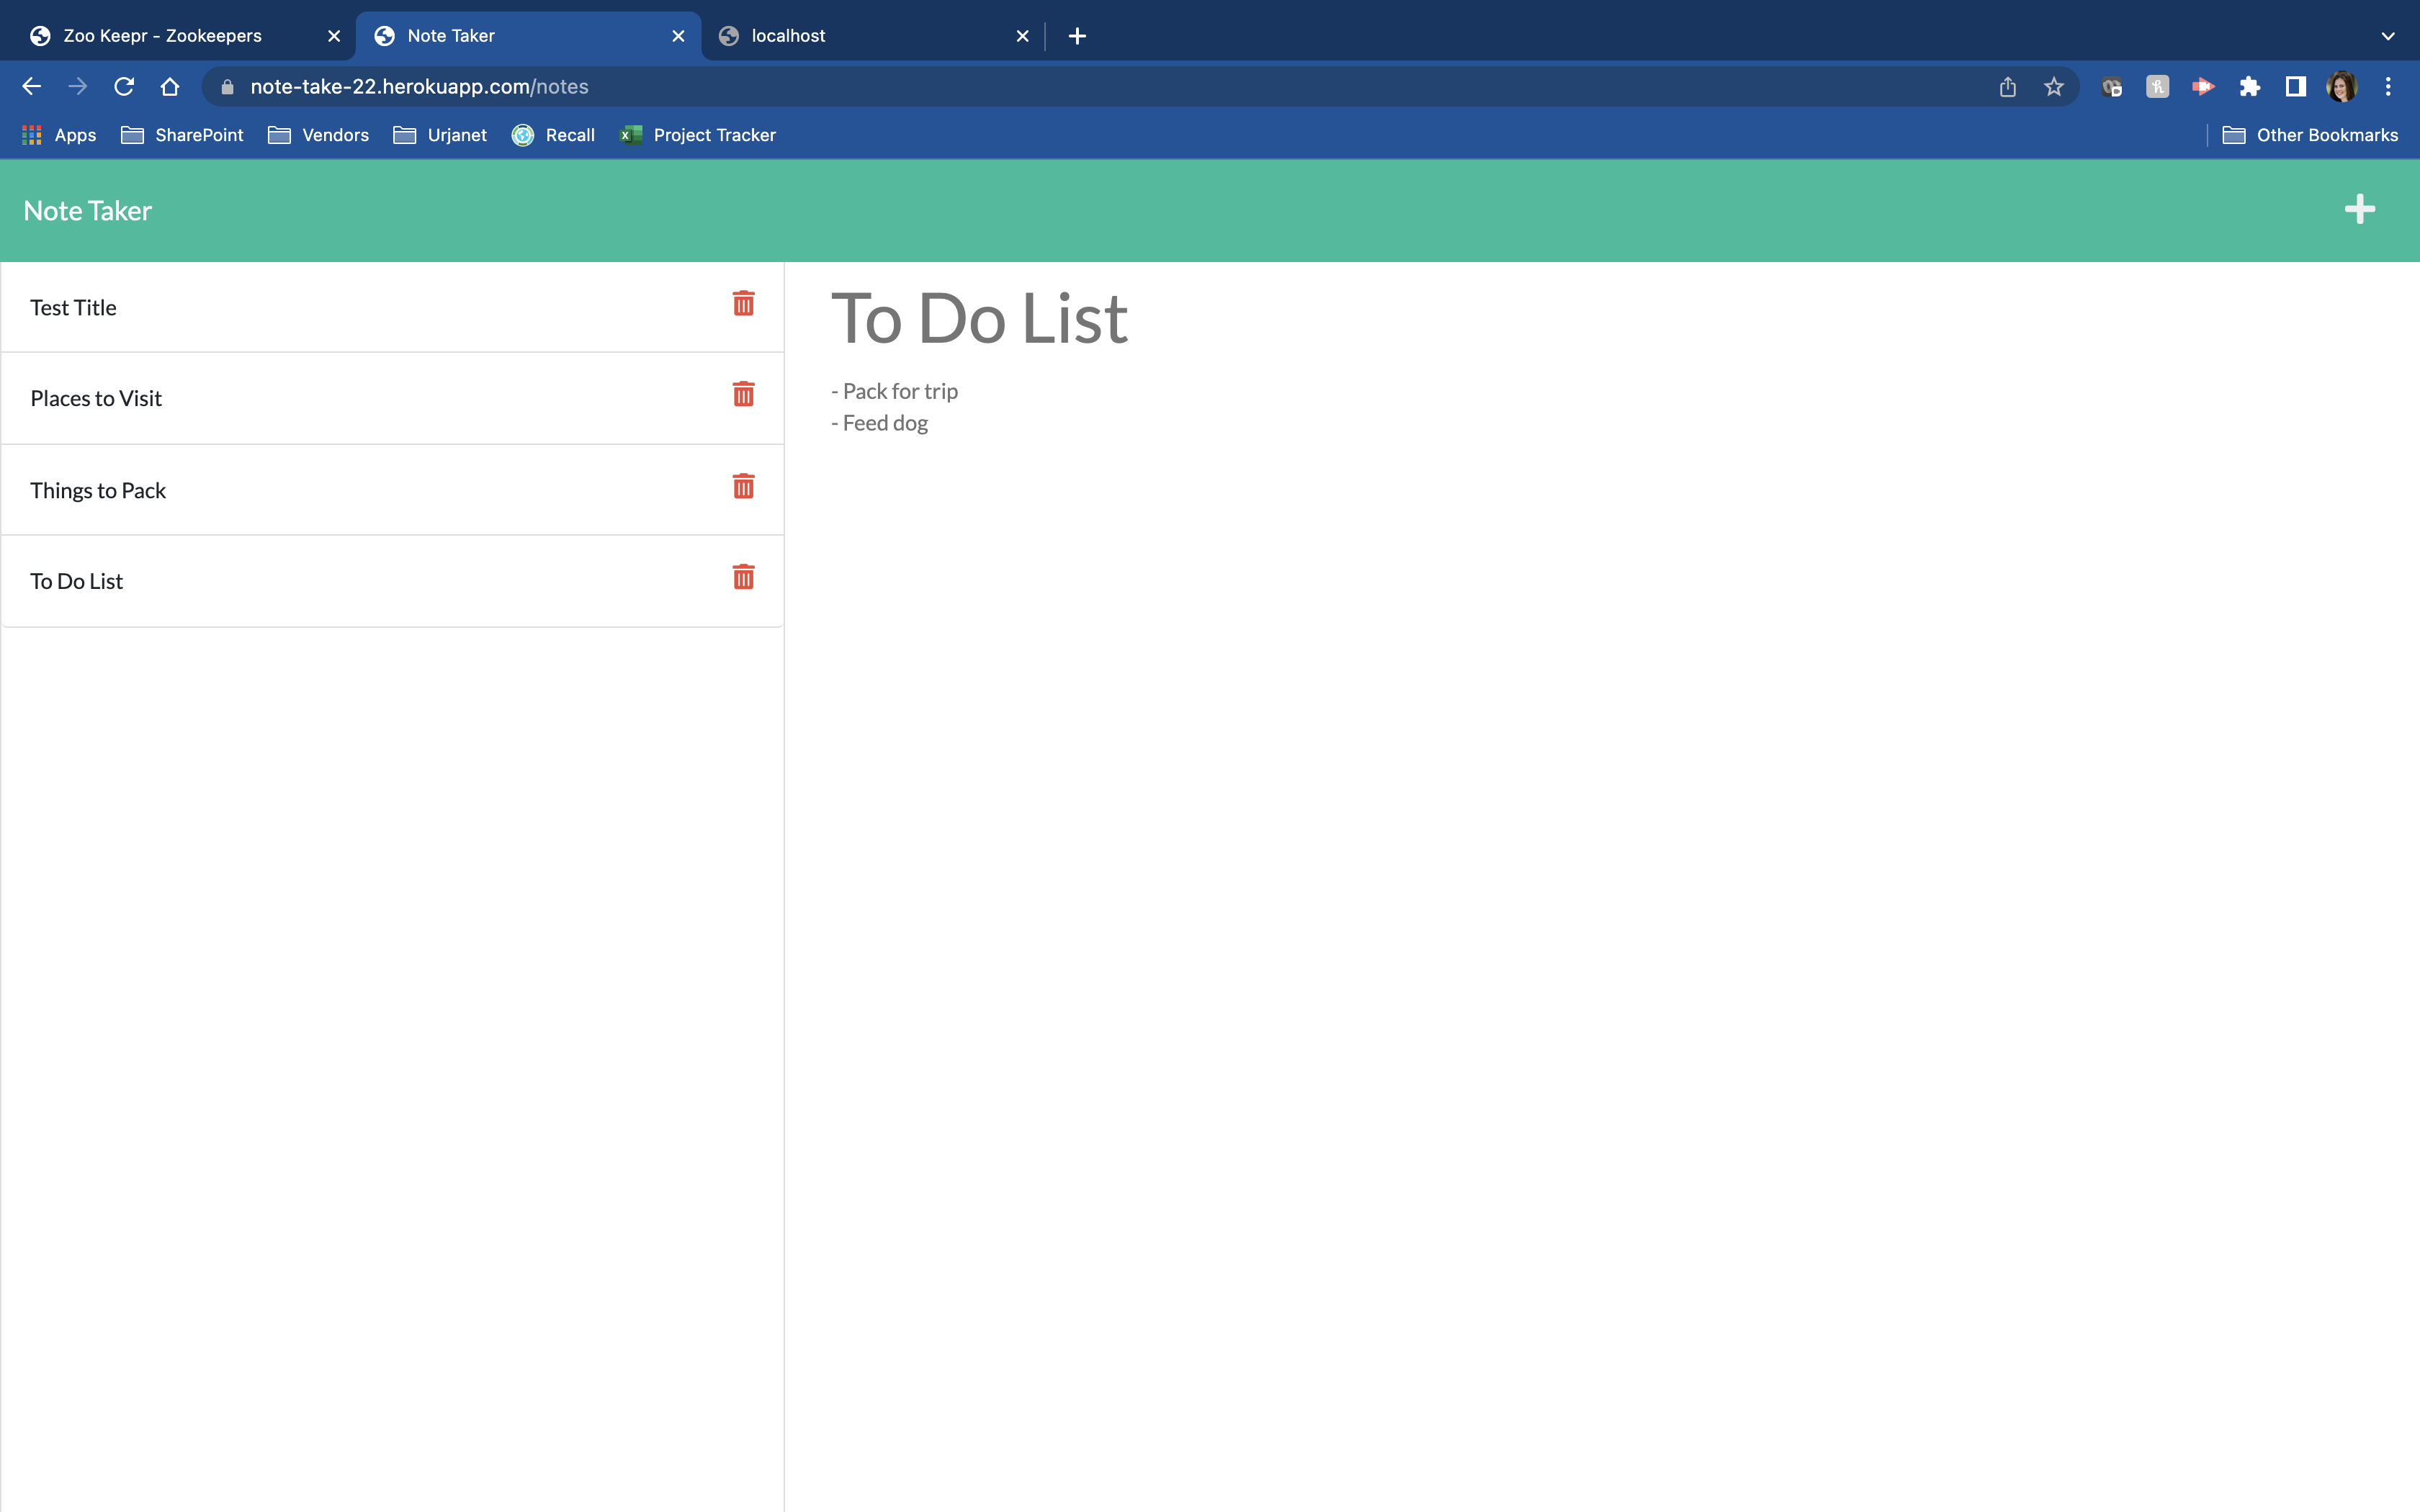 Zoo Keepr - Zookeepers
Note Taker
localhost
note-take-22.herokuapp.com/notes
Apps
SharePoint
Vendors
Urjanet
Recall
Project Tracker
Other Bookmarks
Note Taker
Test Title
Places to Visit
Things to Pack
To Do List
To Do List
- Pack for trip
- Feed dog